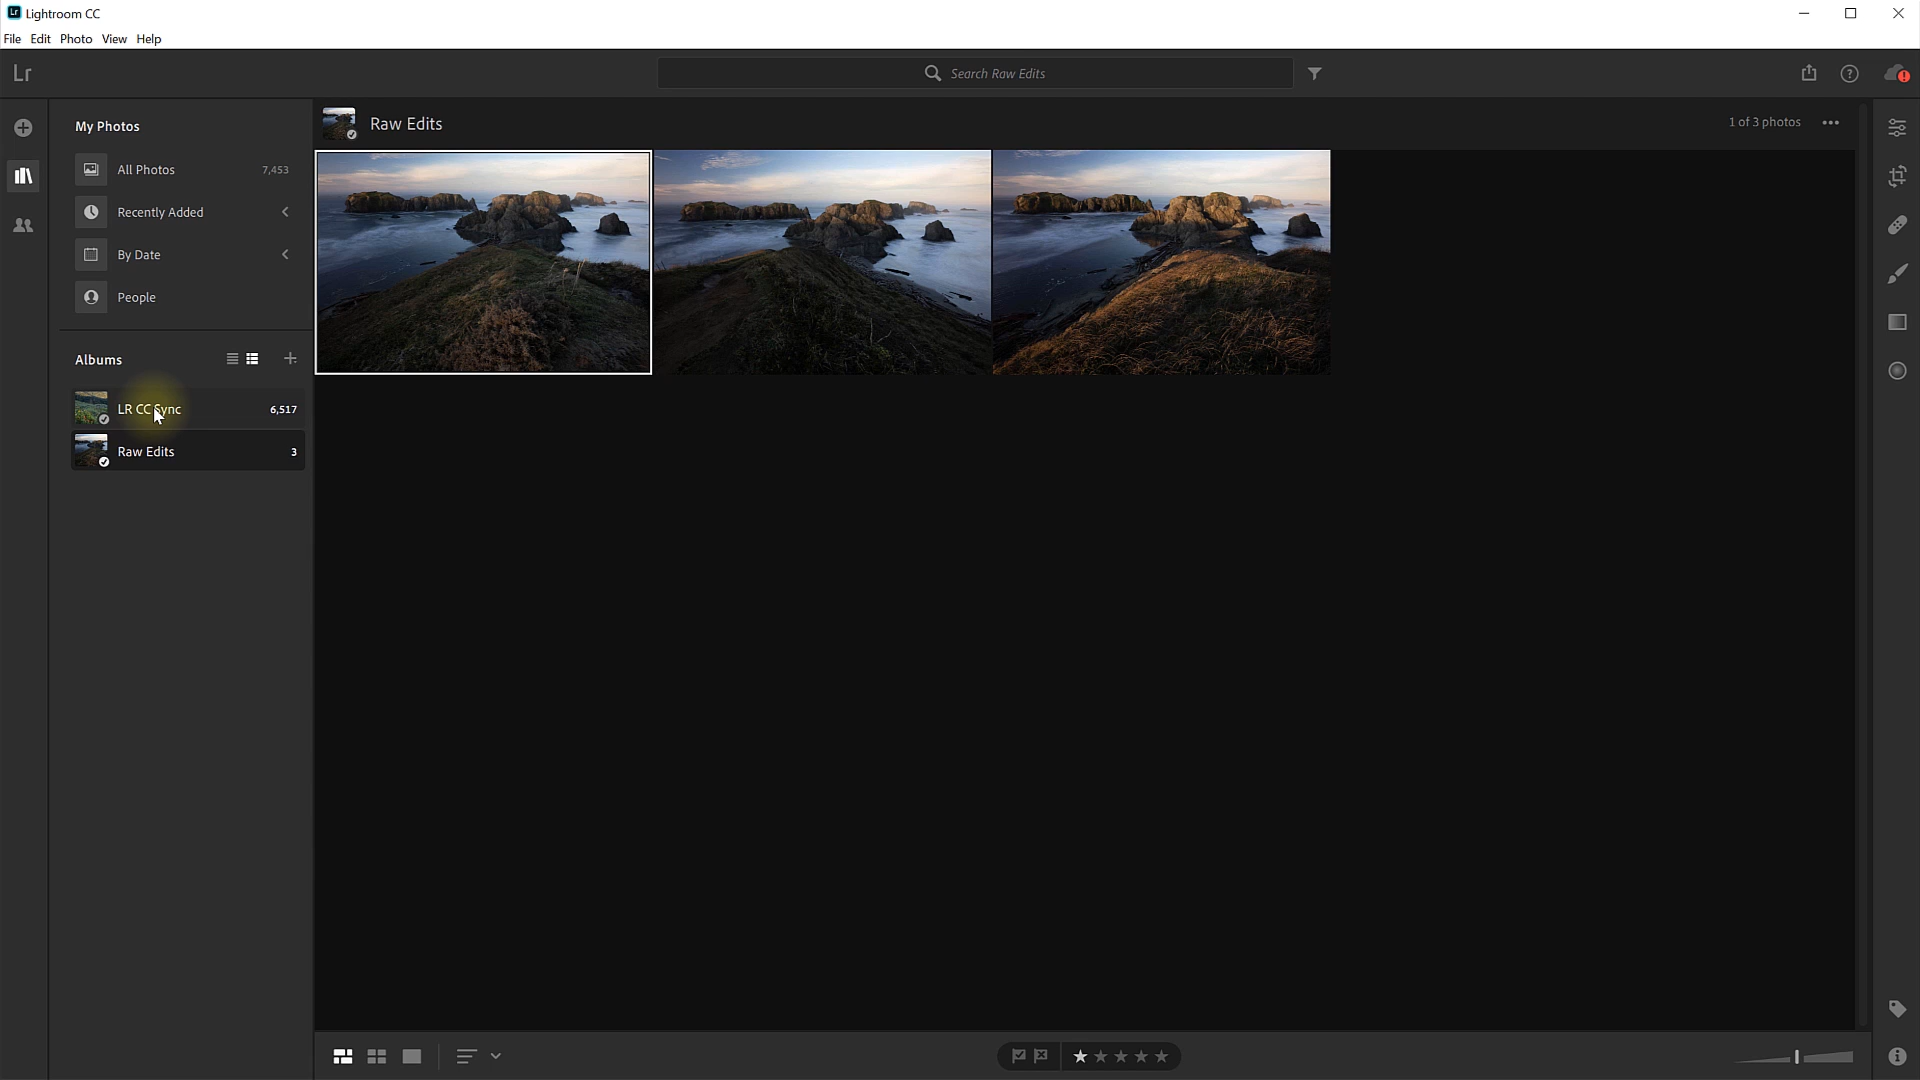 Lr Lightroom CC
File Edit Photo View Help
Lr
Search Raw Edits
My Photos
All Photos 7,453
Recently Added
By Date
People
Albums
LR CC Sync 6,517
Raw Edits 3
Raw Edits
1 of 3 photos